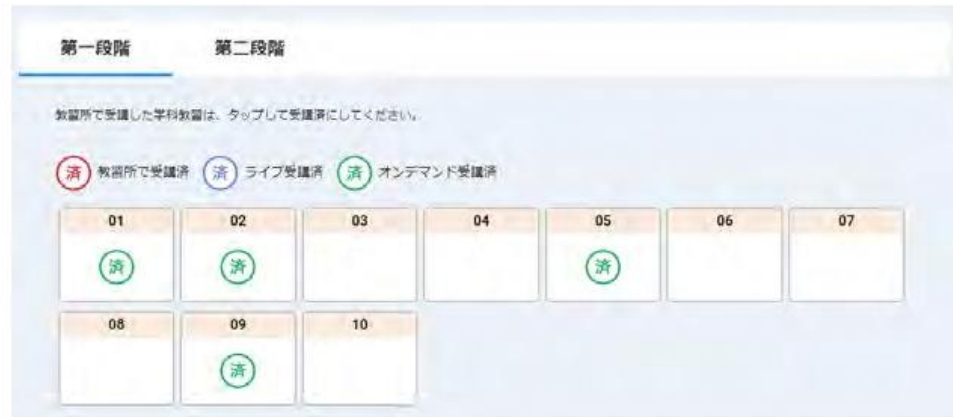 第一段階 第二段階
教習所で受講した学科教習は、タップして受講済にしてください。
済 教習所で受講済 済 ライブ受講済 済 オンデマンド受講済
01 02 03 04 05 06 07
済 済 済
08 09 10
済